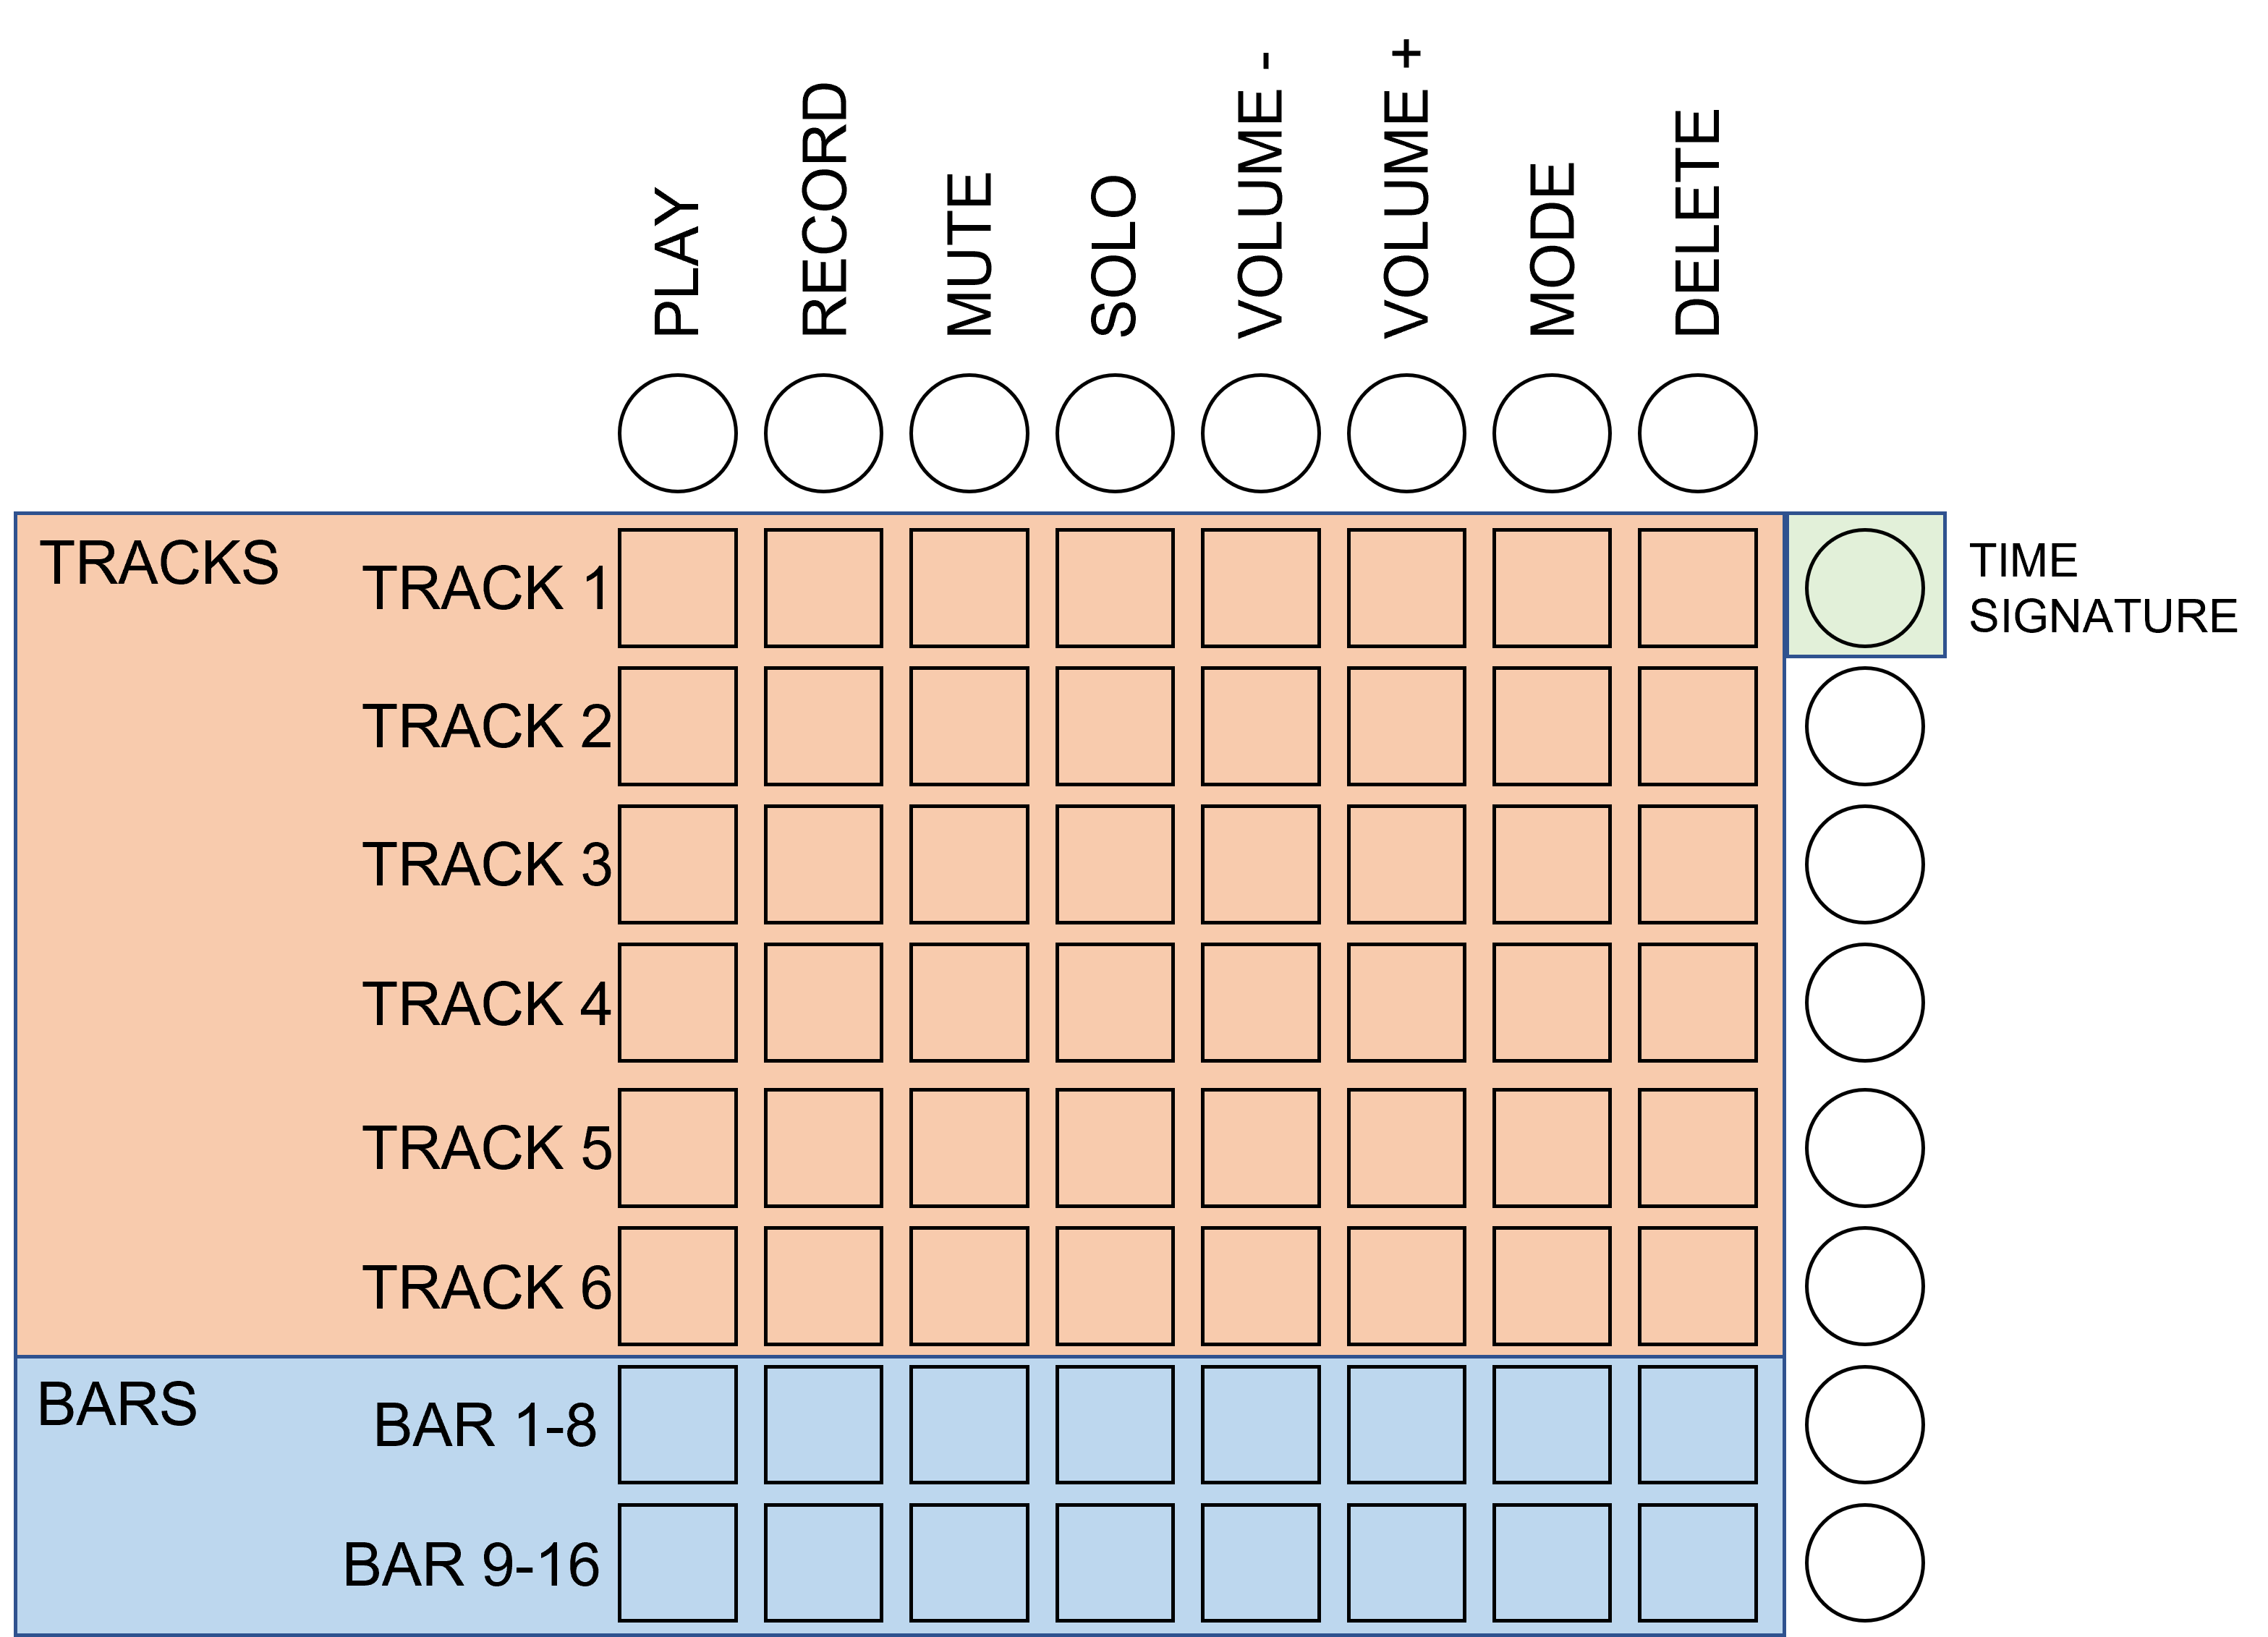 PLAY
RECORD
MUTE
SOLO
VOLUME -
VOLUME +
MODE
DELETE
TRACKS
TRACK 1
TIME
SIGNATURE
TRACK 2
TRACK 3
TRACK 4
TRACK 5
TRACK 6
BARS
BAR 1-8
BAR 9-16